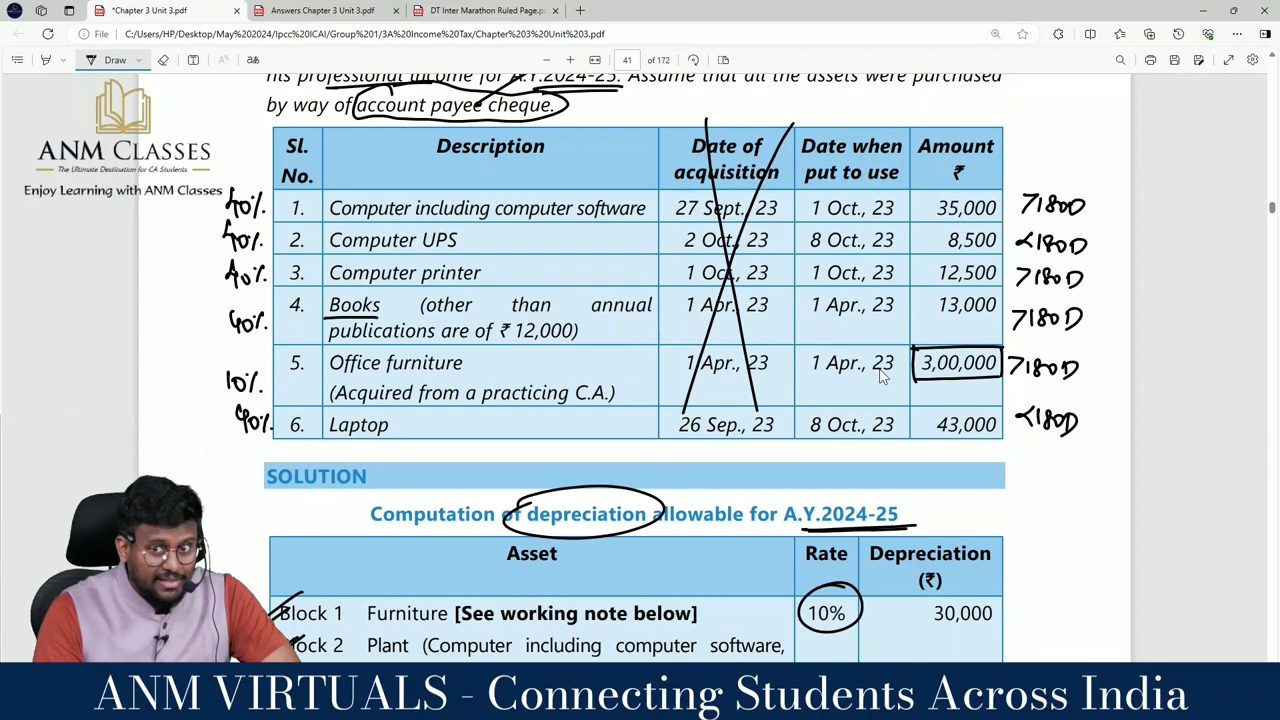 *Chapter 3 Unit 3.pdf
Answers Chapter 3 Unit 3.pdf
DT Inter Marathon Ruled Page.p
File
C:/Users/HP/Desktop/May%202024/Ipcc%20ICAI/Group%201/3A%20Income%20Tax/Chapter%203%20Unit%203.pdf
Draw
41 of 172
his professional income for A.Y.2024-25. Assume that all the assets were purchased
by way of account payee cheque.
ANM CLASSES
The Ultimate Destination for CA Students
Enjoy Learning with ANM Classes
Sl. No. Description Date of acquisition Date when put to use Amount ₹
40% 1. Computer including computer software 27 Sept., 23 1 Oct., 23 35,000 >180D
40% 2. Computer UPS 2 Oct., 23 8 Oct., 23 8,500 <180D
40% 3. Computer printer 1 Oct., 23 1 Oct., 23 12,500 >180D
40% 4. Books (other than annual 1 Apr., 23 1 Apr., 23 13,000 >180D
publications are of ₹ 12,000)
10% 5. Office furniture 1 Apr., 23 1 Apr., 23 3,00,000 >180D
(Acquired from a practicing C.A.)
40% 6. Laptop 26 Sep., 23 8 Oct., 23 43,000 <180D
SOLUTION
Computation of depreciation allowable for A.Y.2024-25
Asset Rate Depreciation (₹)
Block 1 Furniture [See working note below] 10% 30,000
Block 2 Plant (Computer including computer software,
ANM VIRTUALS - Connecting Students Across India